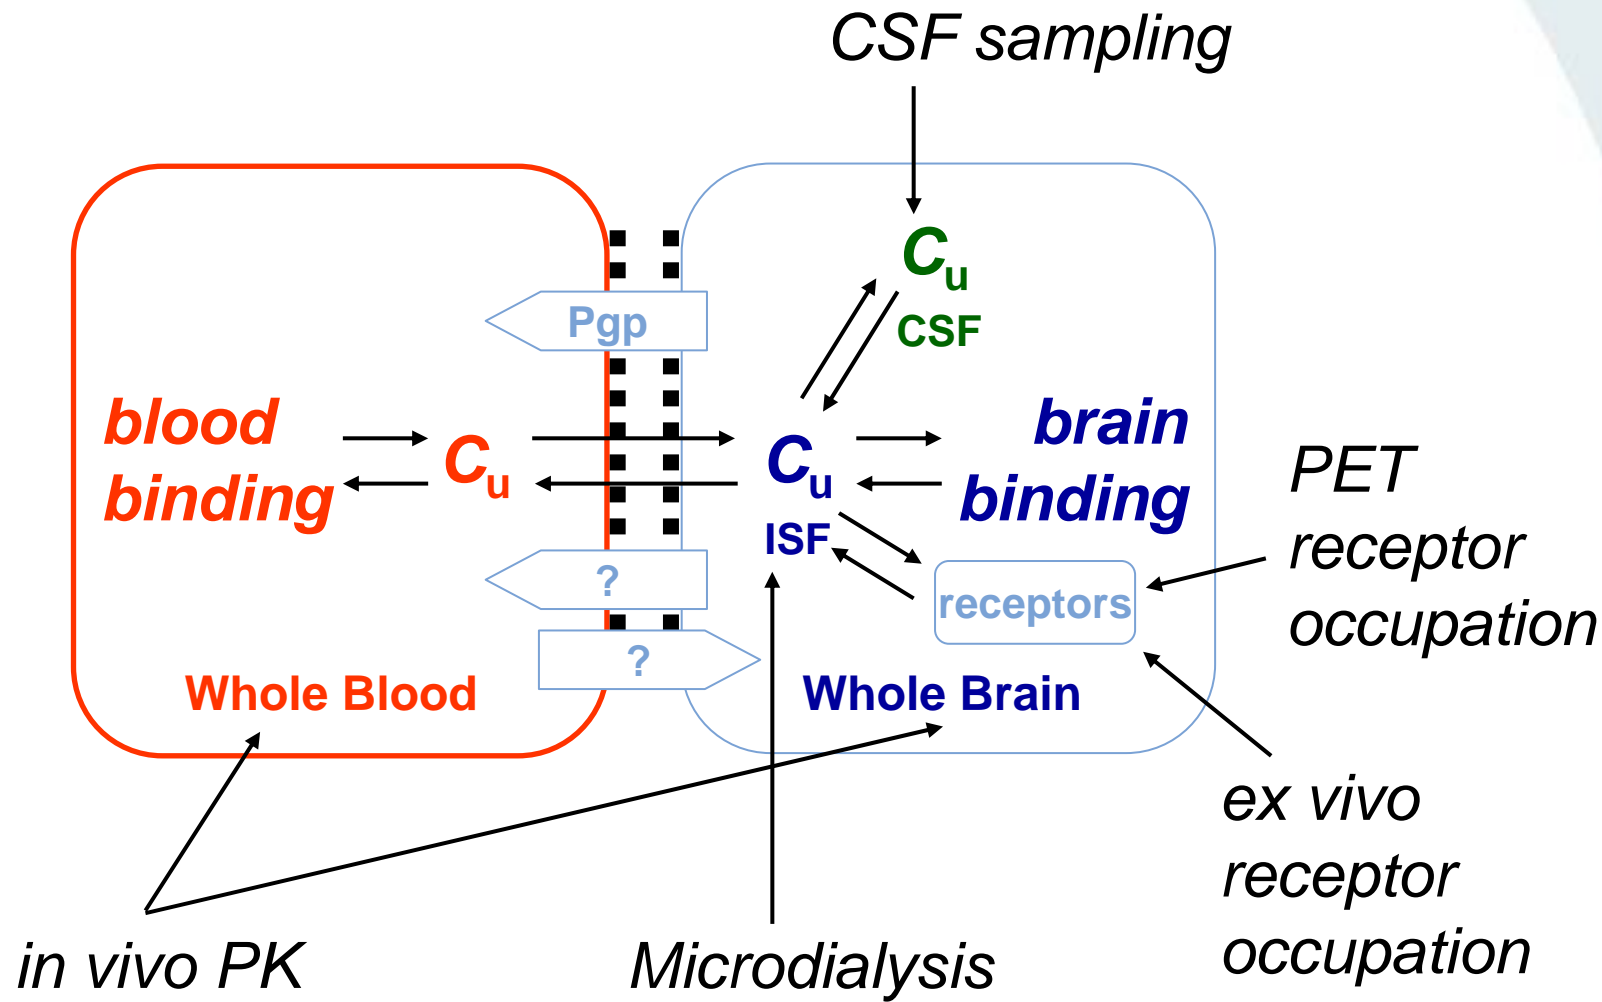 CSF sampling
Cu
CSF
Pgp
blood
binding
Cu
Cu
ISF
brain
binding
PET
receptor
occupation
?
receptors
?
Whole Blood
Whole Brain
ex vivo
receptor
occupation
in vivo PK
Microdialysis